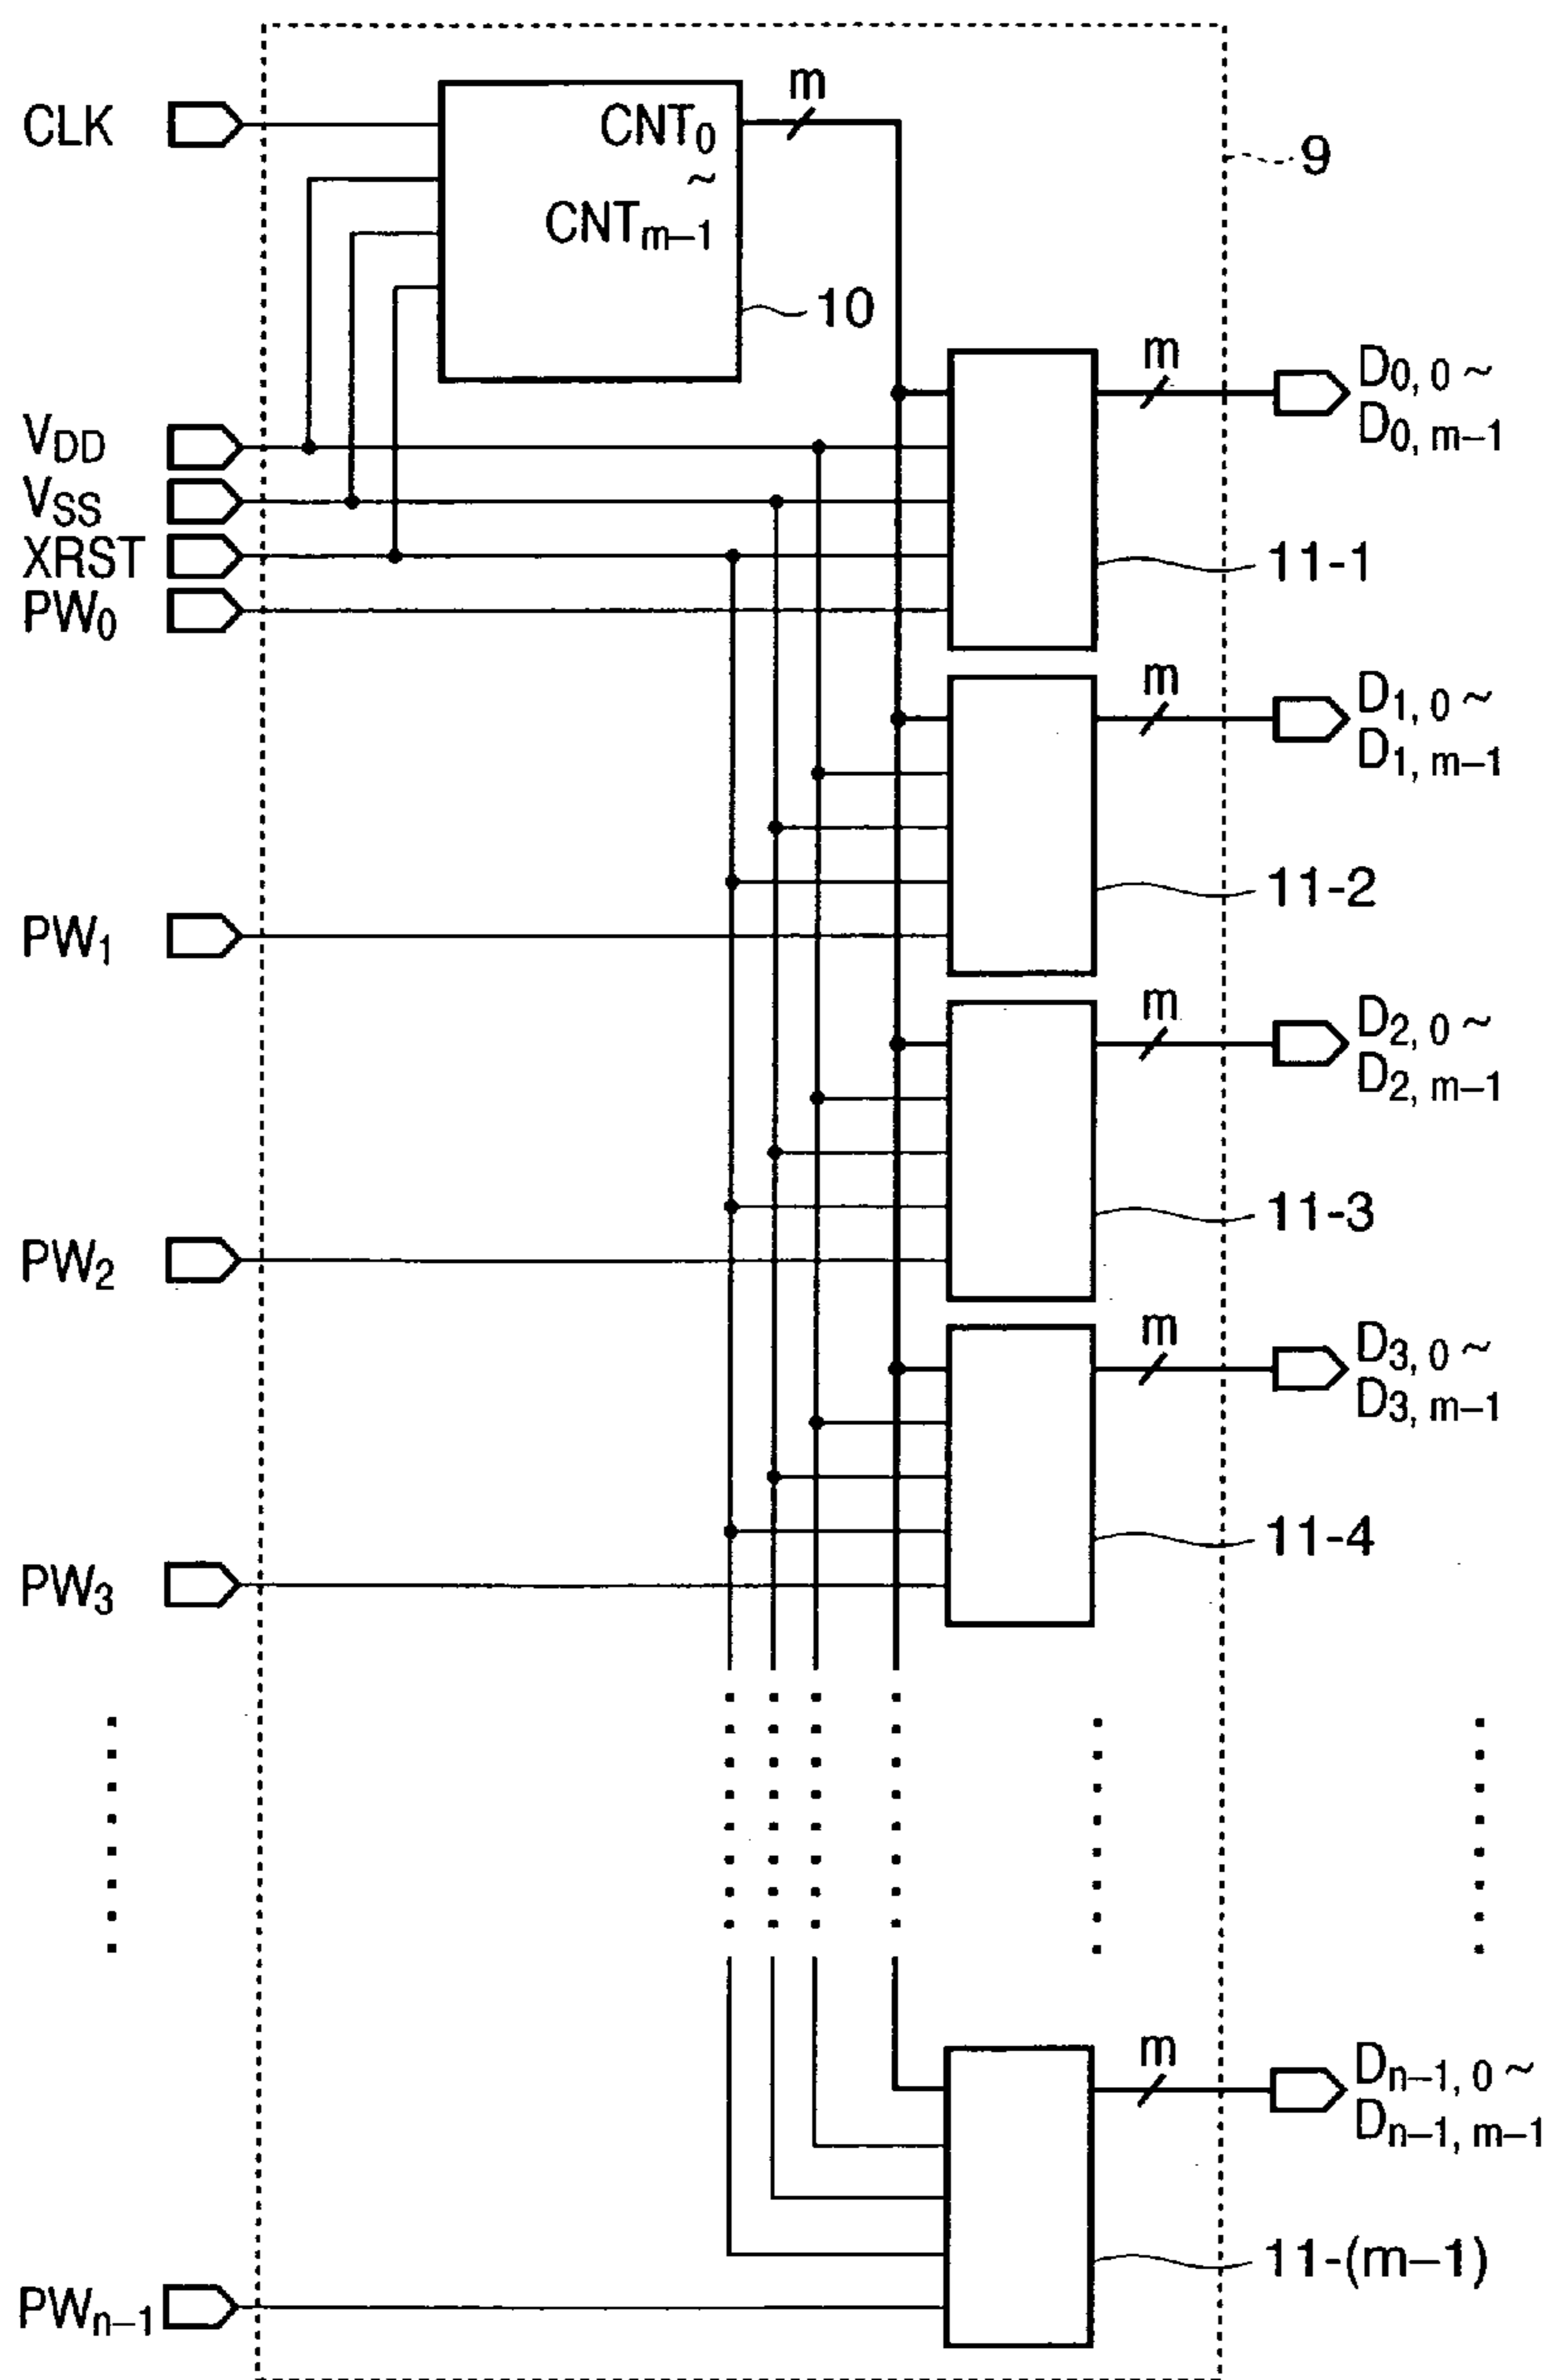 CLK
CNT₀
~
CNTₘ₋₁
m
9
10
V_DD
V_SS
XRST
PW₀
m
D₀, ₀ ~
D₀, ₘ₋₁
11-1
m
D₁, ₀ ~
D₁, ₘ₋₁
11-2
PW₁
m
D₂, ₀ ~
D₂, ₘ₋₁
11-3
PW₂
m
D₃, ₀ ~
D₃, ₘ₋₁
11-4
PW₃
m
Dₙ₋₁, ₀ ~
Dₙ₋₁, ₘ₋₁
11-(m-1)
PWₙ₋₁